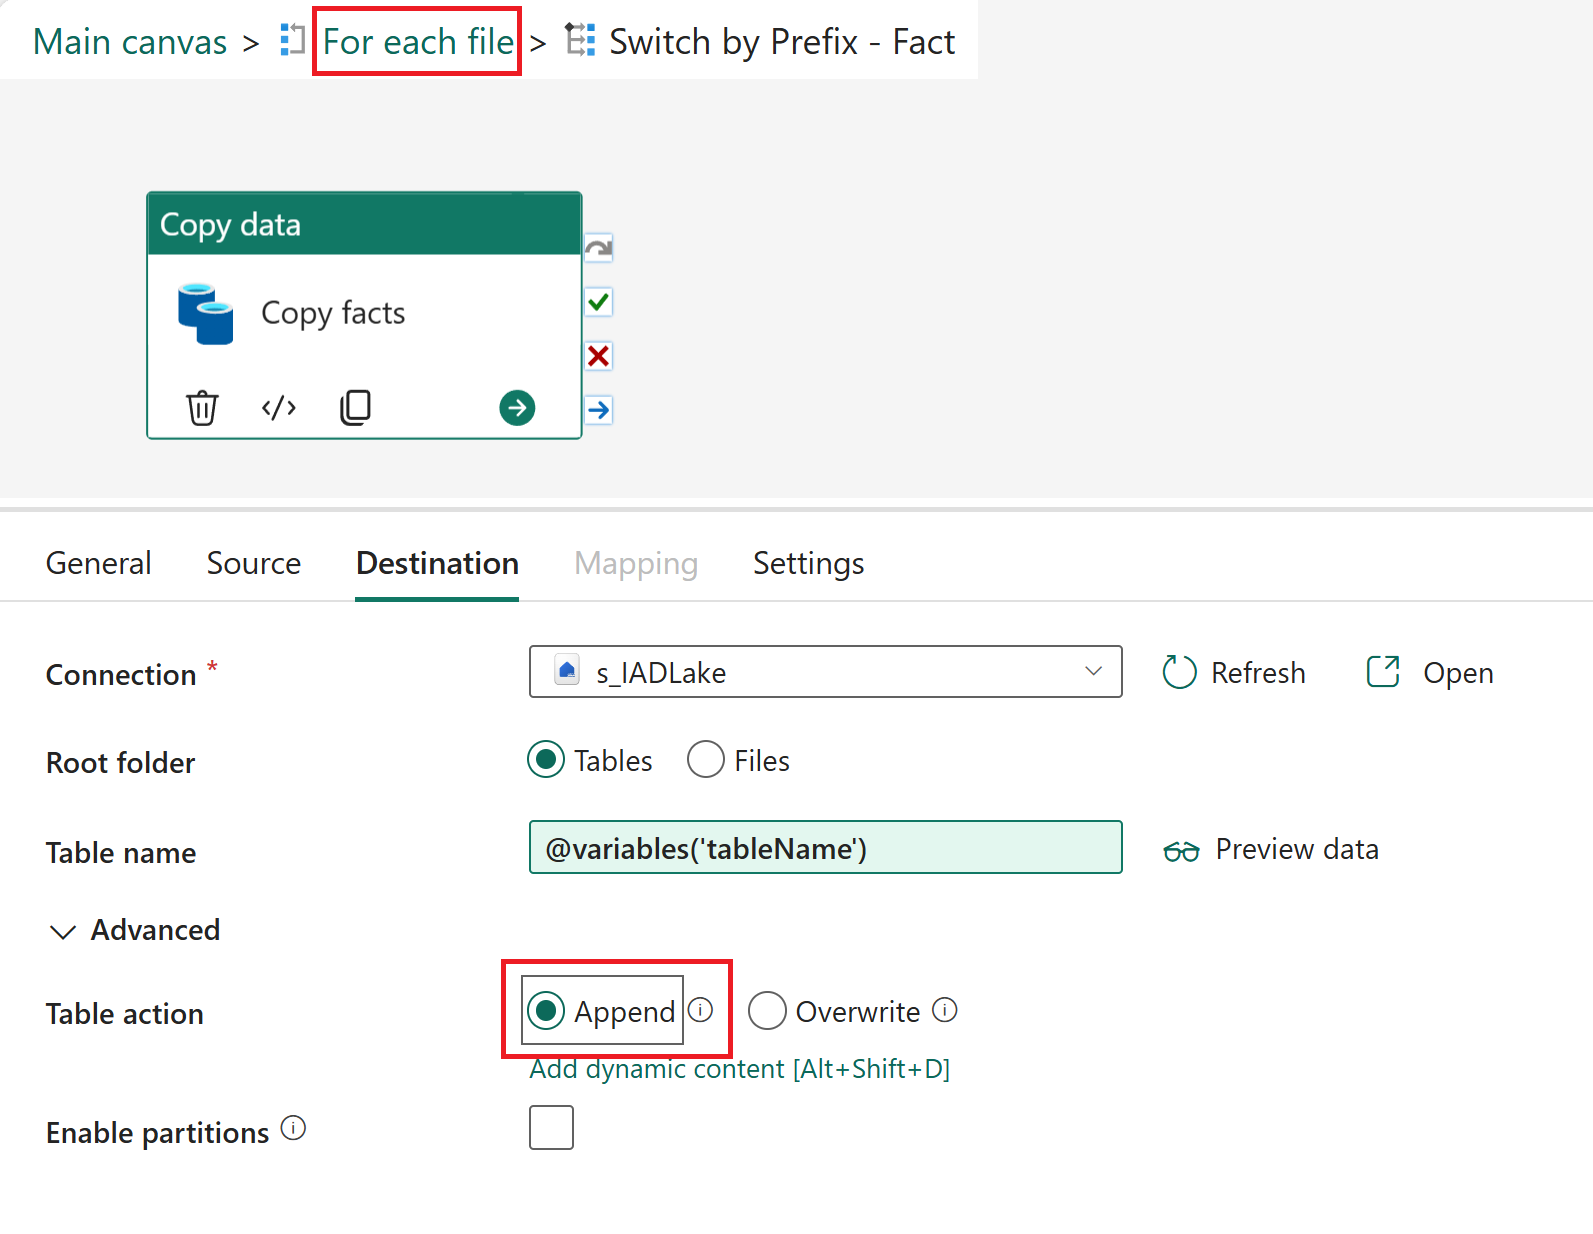 Main canvas > For each file > Switch by Prefix - Fact
Copy data
Copy facts
General Source Destination Mapping Settings
Connection * s_IADLake Refresh Open
Root folder Tables Files
Table name @variables('tableName') Preview data
Advanced
Table action Append Overwrite
Add dynamic content [Alt+Shift+D]
Enable partitions